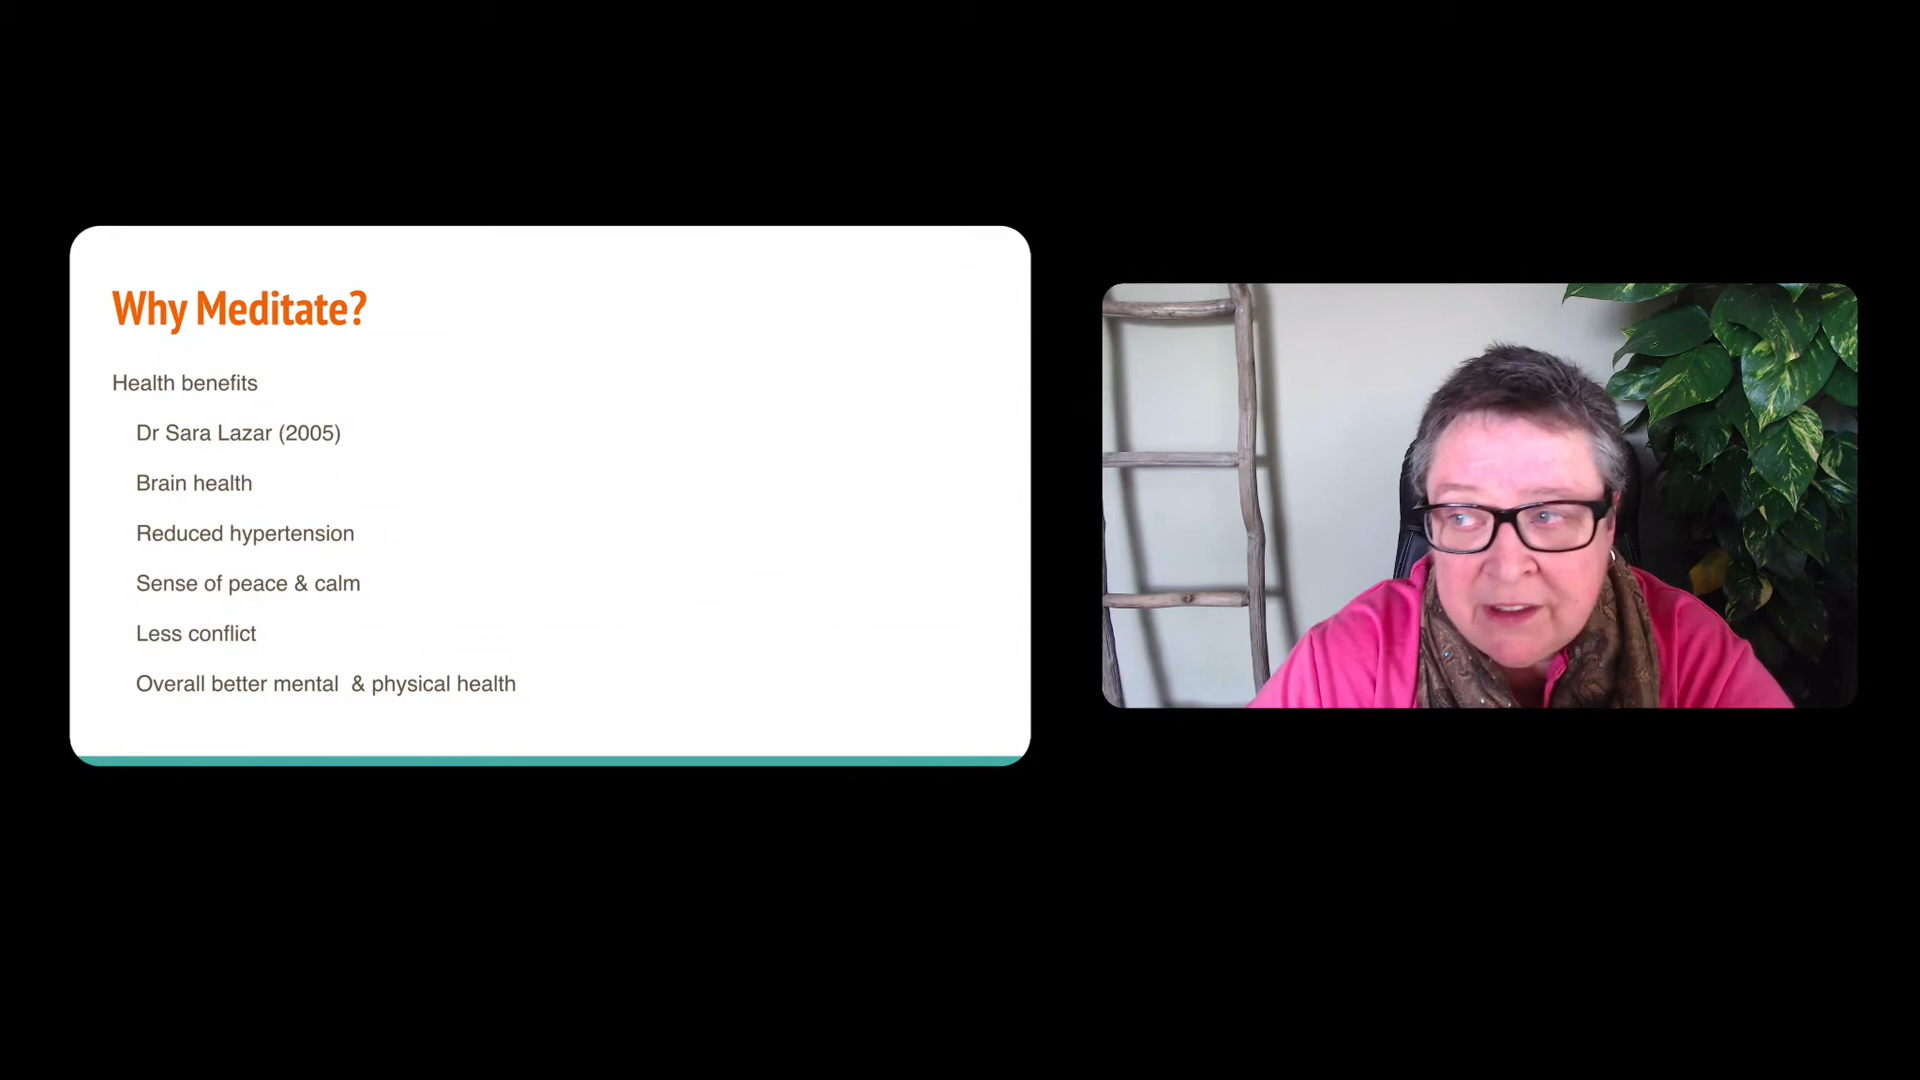 Why Meditate?
Health benefits
Dr Sara Lazar (2005)
Brain health
Reduced hypertension
Sense of peace & calm
Less conflict
Overall better mental  & physical health